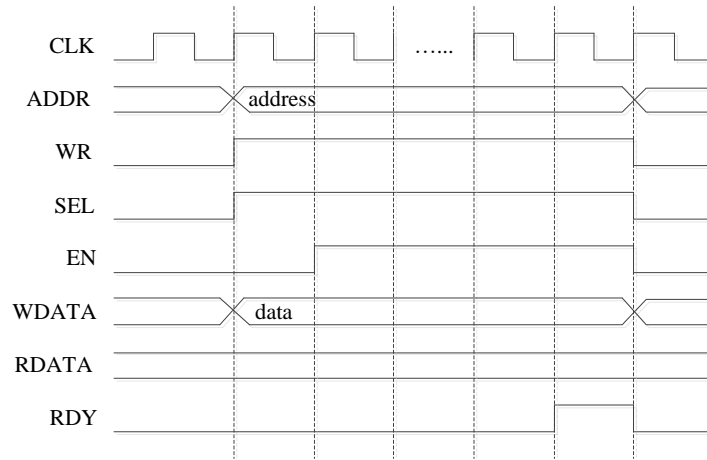 CLK
…...
ADDR
address
WR
SEL
EN
WDATA
data
RDATA
RDY